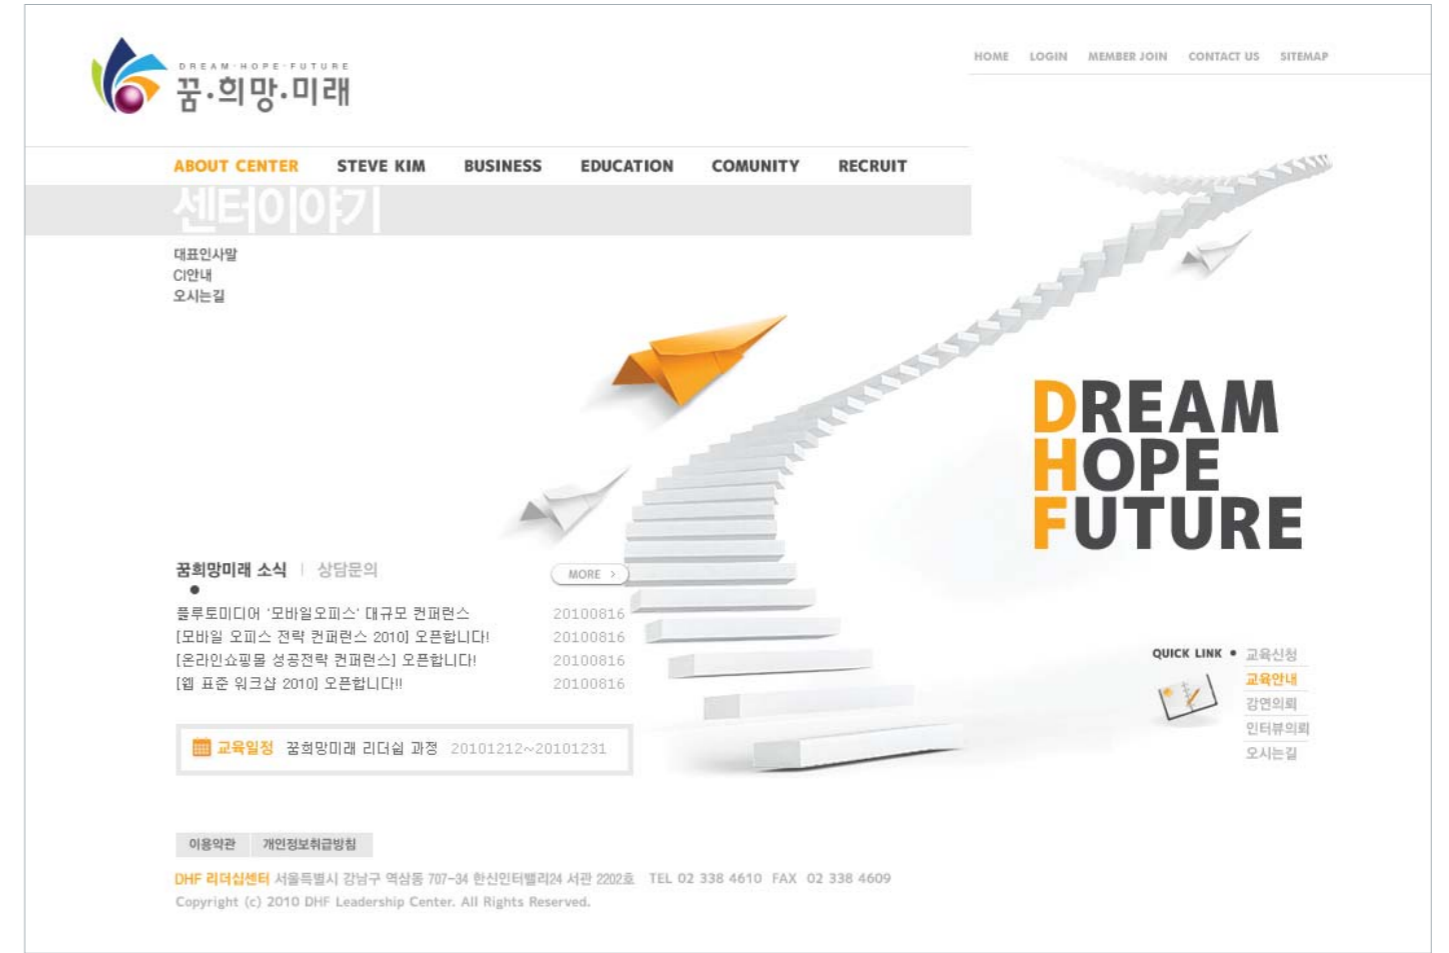 DREAM·HOPE·FUTURE
꿈·희망·미래
HOME LOGIN MEMBER JOIN CONTACT US SITEMAP
ABOUT CENTER STEVE KIM BUSINESS EDUCATION COMUNITY RECRUIT
센터이야기
대표인사말
CI안내
오시는길
DREAM
HOPE
FUTURE
꿈희망미래 소식 | 상담문의 MORE >
플루토미디어 '모바일오피스' 대규모 컨퍼런스 20100816
[모바일 오피스 전략 컨퍼런스 2010] 오픈합니다! 20100816
[온라인쇼핑몰 성공전략 컨퍼런스] 오픈합니다! 20100816
[웹 표준 워크샵 2010] 오픈합니다!! 20100816
교육일정 꿈희망미래 리더쉽 과정 20101212~20101231
QUICK LINK • 교육신청
교육안내
강연의뢰
인터뷰의뢰
오시는길
이용약관 개인정보취급방침
DHF 리더십센터 서울특별시 강남구 역삼동 707-34 한신인터밸리24 서관 2202호 TEL 02 338 4610 FAX 02 338 4609
Copyright (c) 2010 DHF Leadership Center. All Rights Reserved.